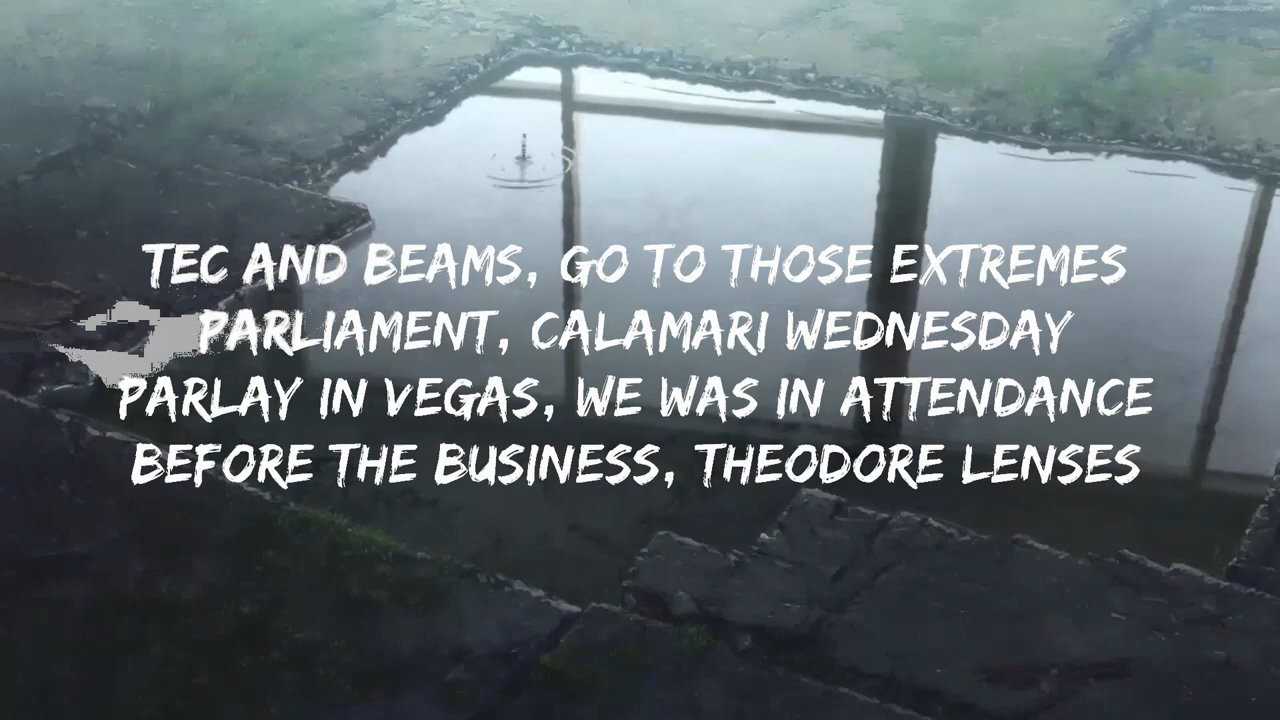 TEC AND BEAMS, GO TO THOSE EXTREMES
PARLIAMENT, CALAMARI WEDNESDAY
PARLAY IN VEGAS, WE WAS IN ATTENDANCE
BEFORE THE BUSINESS, THEODORE LENSES